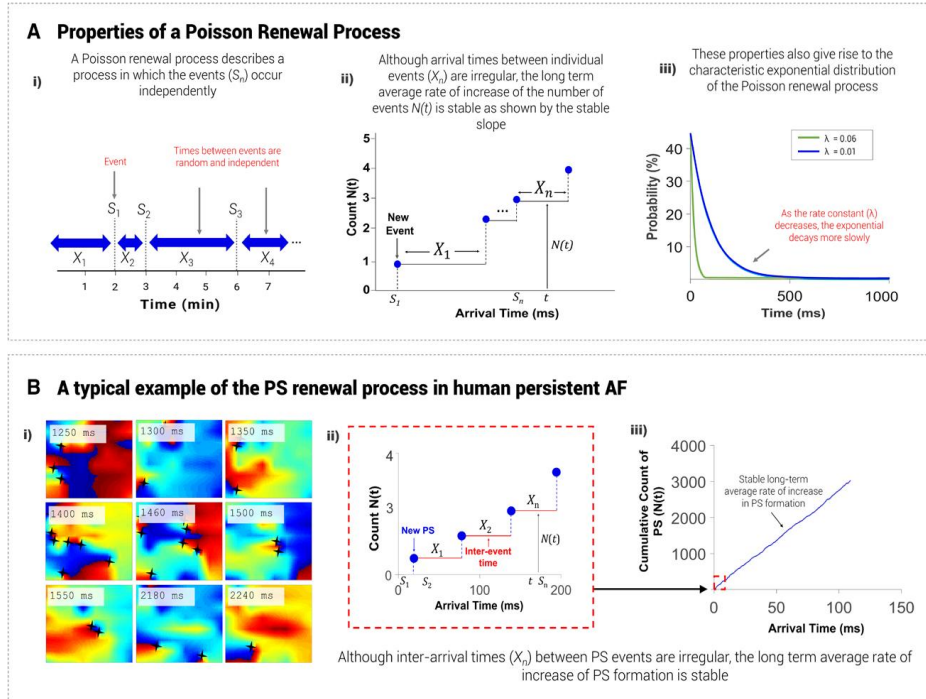 A Properties of a Poisson Renewal Process
i)
A Poisson renewal process describes a
process in which the events (Sn) occur
independently
Event
Times between events are
random and independent
S1
S2
S3
X1
X2
X3
X4
...
1 2 3 4 5 6 7
Time (min)
ii)
Although arrival times between individual
events (Xn) are irregular, the long term
average rate of increase of the number of
events N(t) is stable as shown by the stable
slope
Count N(t)
5
4
3
2
1
0
New
Event
X1
...
Xn
N(t)
S1
Sn
t
Arrival Time (ms)
iii)
These properties also give rise to the
characteristic exponential distribution
of the Poisson renewal process
Probability (%)
40
30
20
10
λ = 0.06
λ = 0.01
As the rate constant (λ)
decreases, the exponential
decays more slowly
0 500 1000
Time (ms)
B A typical example of the PS renewal process in human persistent AF
i)
1250 ms
1300 ms
1350 ms
1400 ms
1460 ms
1500 ms
1550 ms
2180 ms
2240 ms
ii)
Count N(t)
4
3
0
New PS
X1
X2
Xn
Inter-event
time
N(t)
0 100 200
S1 S2 t Sn
Arrival Time (ms)
iii)
Cumulative Count of
PS (N(t))
4000
3000
2000
1000
Stable long-term
average rate of increase
in PS formation
0 50 100 150
Arrival Time (ms)
Although inter-arrival times (Xn) between PS events are irregular, the long term average rate of
increase of PS formation is stable